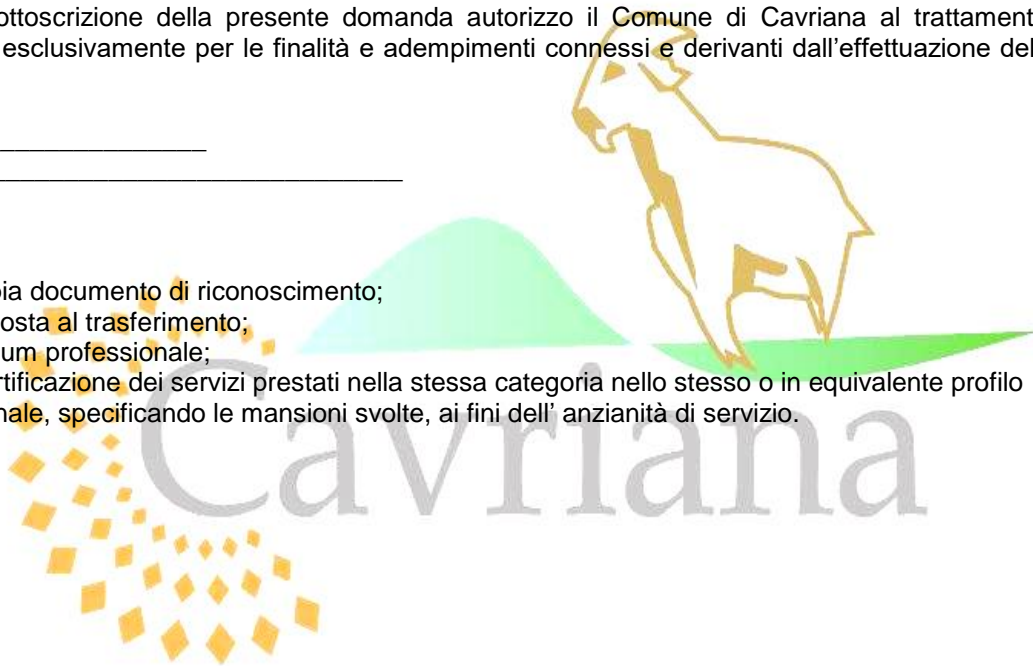 ottoscrizione della presente domanda autorizzo il Comune di Cavriana al trattament
esclusivamente per le finalità e adempimenti connessi e derivanti dall'effettuazione del
ia documento di riconoscimento;
osta al trasferimento;
um professionale;
rtificazione dei servizi prestati nella stessa categoria nello stesso o in equivalente profilo
nale, specificando le mansioni svolte, ai fini dell' anzianità di servizio.
Cavriana